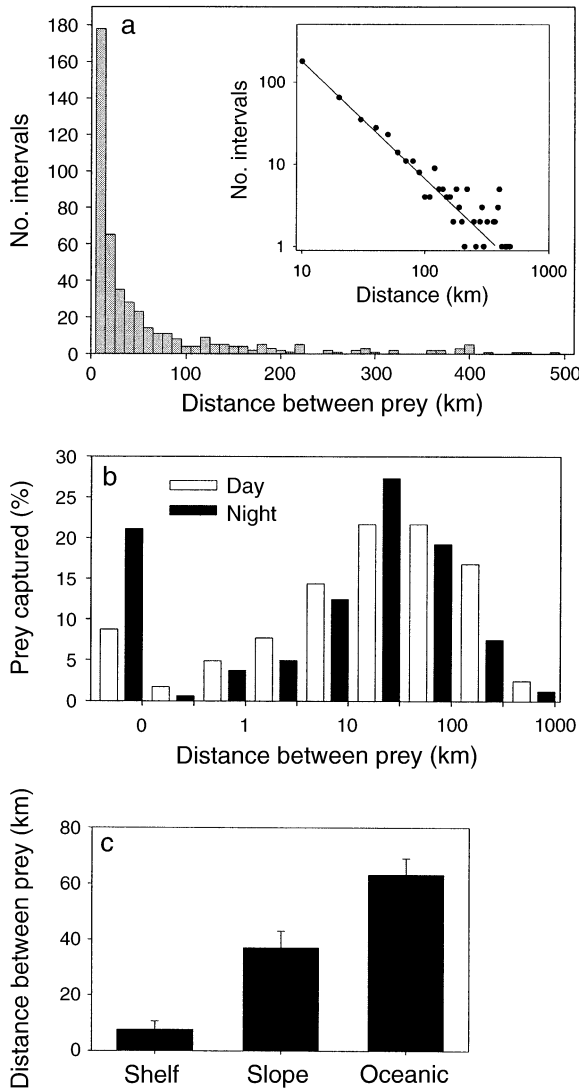 a
No. intervals
180
160
140
120
100
80
60
40
20
0
0 100 200 300 400 500
Distance between prey (km)
No. intervals
100
10
1
10 100 1000
Distance (km)
b
Prey captured (%)
30
25
20
15
10
5
0
Day
Night
0 1 10 100 1000
Distance between prey (km)
c
Distance between prey (km)
80
60
40
20
0
Shelf Slope Oceanic